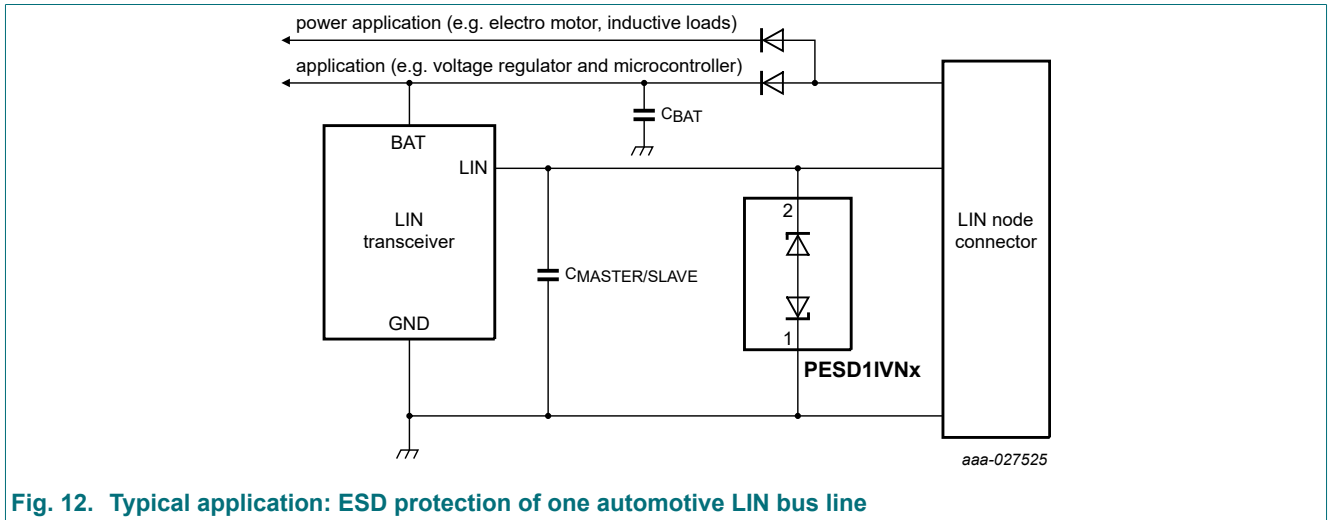 power application (e.g. electro motor, inductive loads)
application (e.g. voltage regulator and microcontroller)
CBAT
BAT
LIN
LIN
transceiver
GND
CMASTER/SLAVE
2
1
PESD1IVNx
LIN node
connector
aaa-027525
Fig. 12. Typical application: ESD protection of one automotive LIN bus line